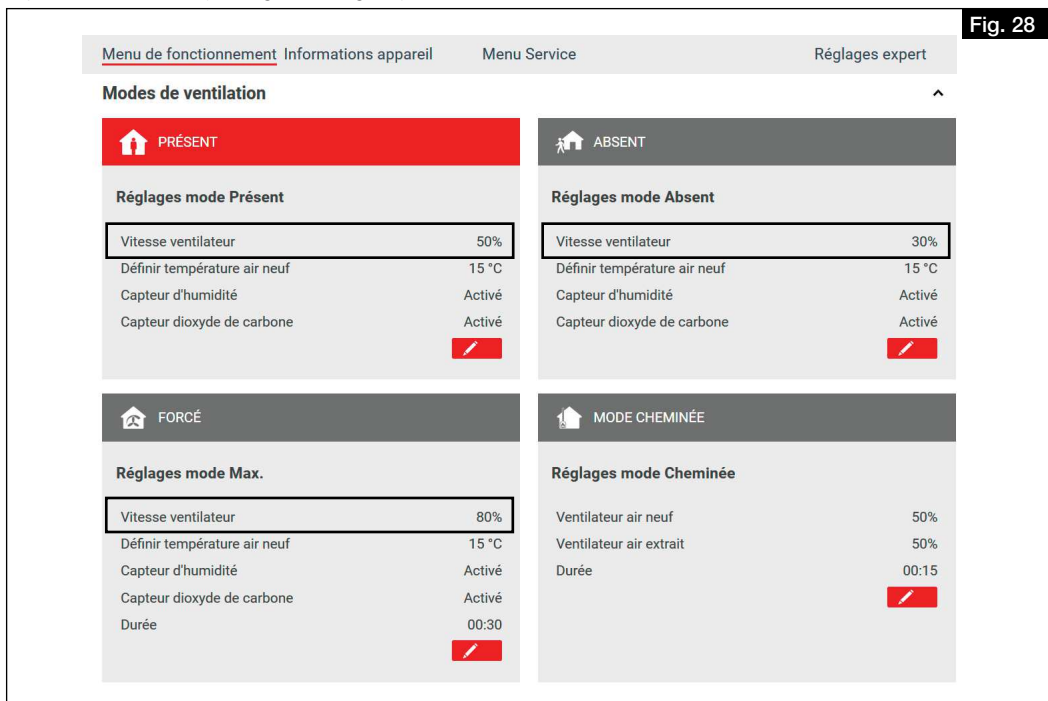 Fig. 28
Menu de fonctionnement Informations appareil Menu Service Réglages expert
Modes de ventilation
PRÉSENT
Réglages mode Présent
Vitesse ventilateur 50%
Définir température air neuf 15 °C
Capteur d'humidité Activé
Capteur dioxyde de carbone Activé
ABSENT
Réglages mode Absent
Vitesse ventilateur 30%
Définir température air neuf 15 °C
Capteur d'humidité Activé
Capteur dioxyde de carbone Activé
FORCÉ
Réglages mode Max.
Vitesse ventilateur 80%
Définir température air neuf 15 °C
Capteur d'humidité Activé
Capteur dioxyde de carbone Activé
Durée 00:30
MODE CHEMINÉE
Réglages mode Cheminée
Ventilateur air neuf 50%
Ventilateur air extrait 50%
Durée 00:15